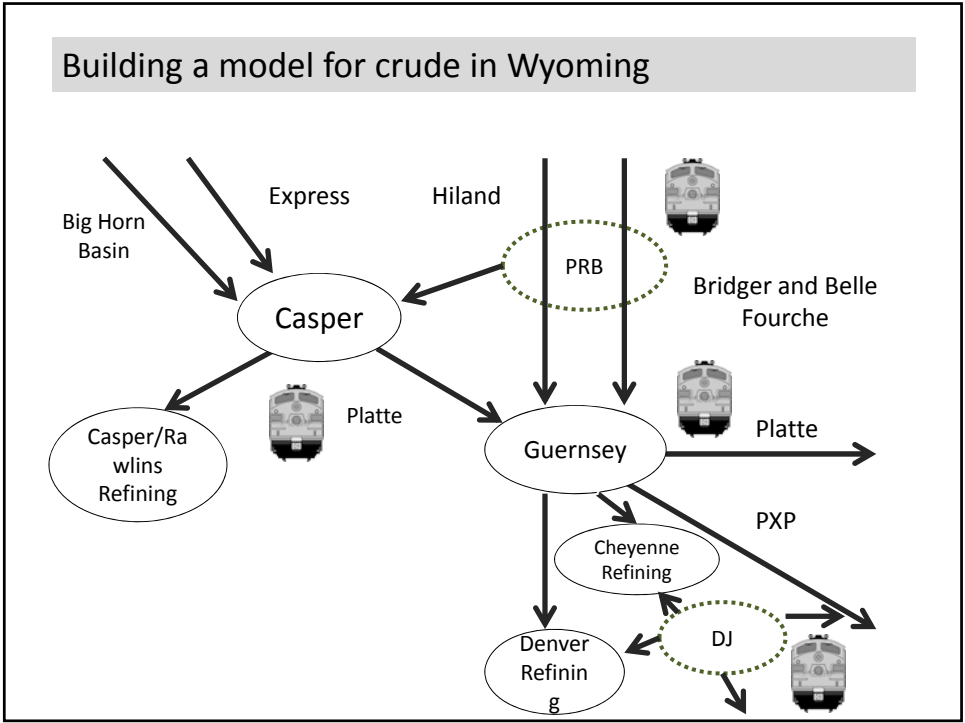 Building a model for crude in Wyoming
Express
Hiland
Big Horn
Basin
PRB
Bridger and Belle
Fourche
Casper
Platte
Casper/Ra
wlins
Refining
Guernsey
Platte
PXP
Cheyenne
Refining
DJ
Denver
Refinin
g